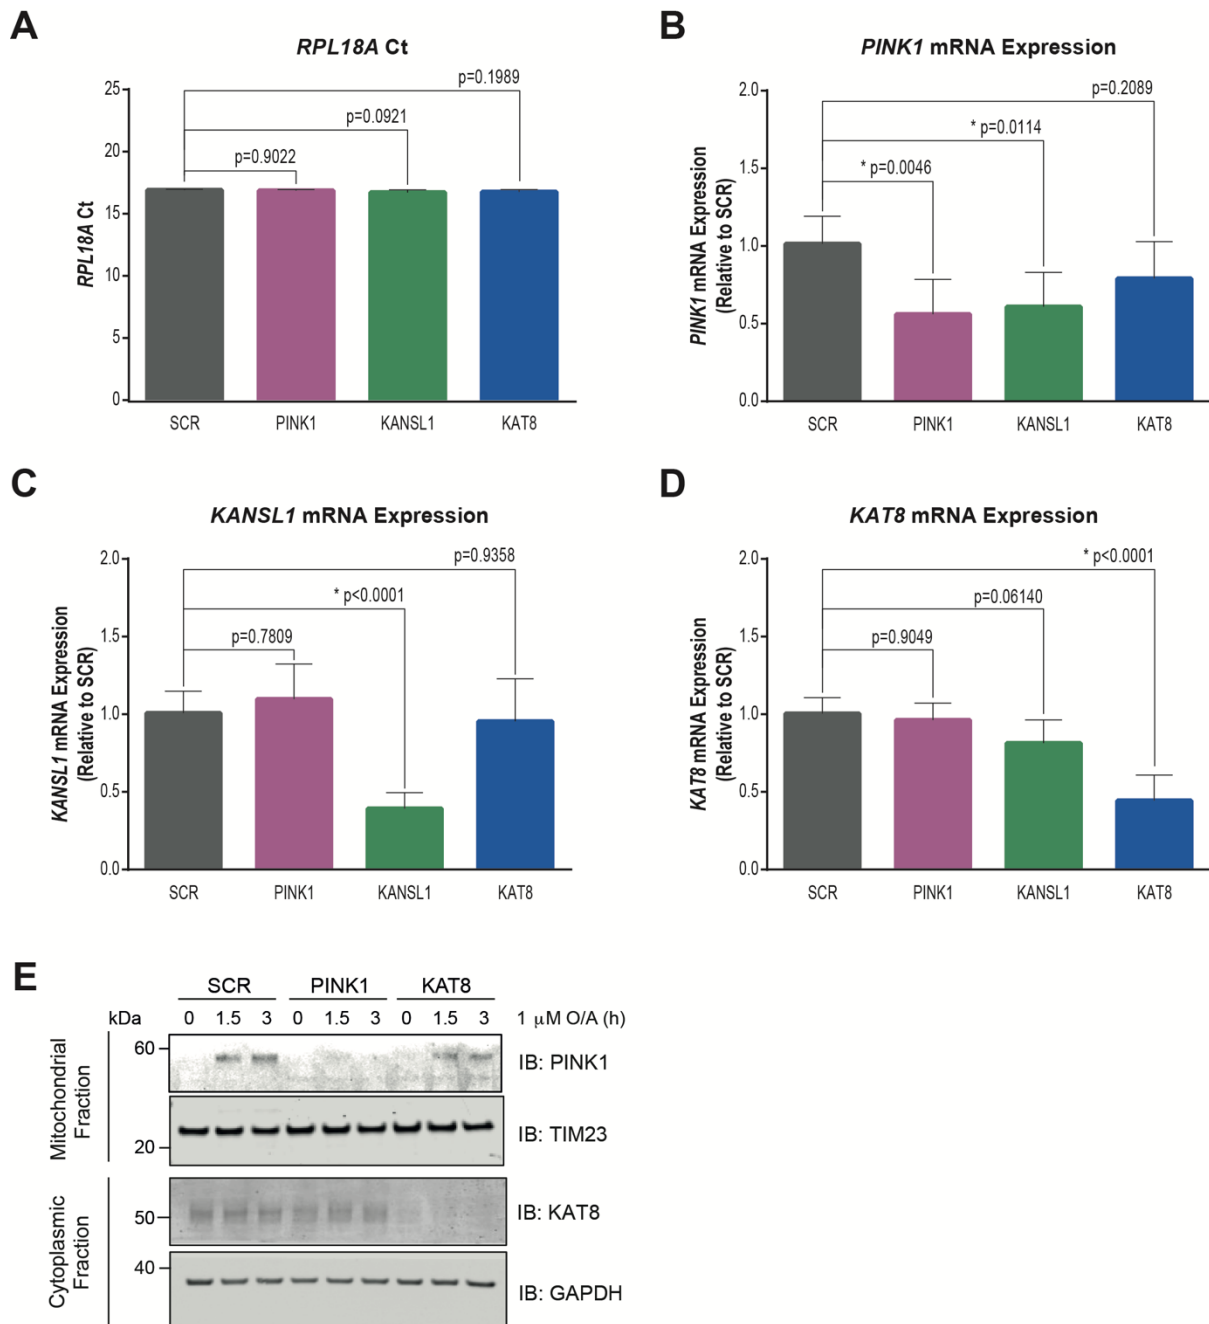 A
RPL18A Ct
RPL18A Ct
25
20
15
10
5
0
p=0.1989
p=0.0921
p=0.9022
SCR PINK1 KANSL1 KAT8
B
PINK1 mRNA Expression
PINK1 mRNA Expression
(Relative to SCR)
2.0
1.5
1.0
0.5
0.0
p=0.2089
* p=0.0114
* p=0.0046
SCR PINK1 KANSL1 KAT8
C
KANSL1 mRNA Expression
KANSL1 mRNA Expression
(Relative to SCR)
2.0
1.5
1.0
0.5
0.0
p=0.9358
* p<0.0001
p=0.7809
SCR PINK1 KANSL1 KAT8
D
KAT8 mRNA Expression
KAT8 mRNA Expression
(Relative to SCR)
2.0
1.5
1.0
0.5
0.0
* p<0.0001
p=0.06140
p=0.9049
SCR PINK1 KANSL1 KAT8
E
SCR PINK1 KAT8
kDa 0 1.5 3 0 1.5 3 0 1.5 3 1 μM O/A (h)
Mitochondrial
Fraction
60
IB: PINK1
20
IB: TIM23
Cytoplasmic
Fraction
50
IB: KAT8
40
IB: GAPDH